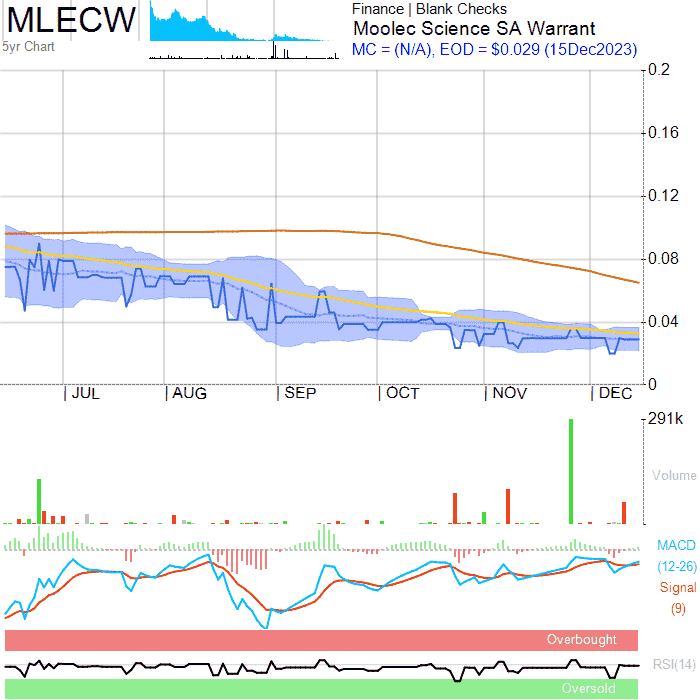 MLECW
5yr Chart
Finance | Blank Checks
Moolec Science SA Warrant
MC = (N/A), EOD = $0.029 (15Dec2023)
0.2
0.16
0.12
0.08
0.04
0
JUL AUG SEP OCT NOV DEC
291k
Volume
MACD
(12-26)
Signal
(9)
Overbought
RSI(14)
Oversold